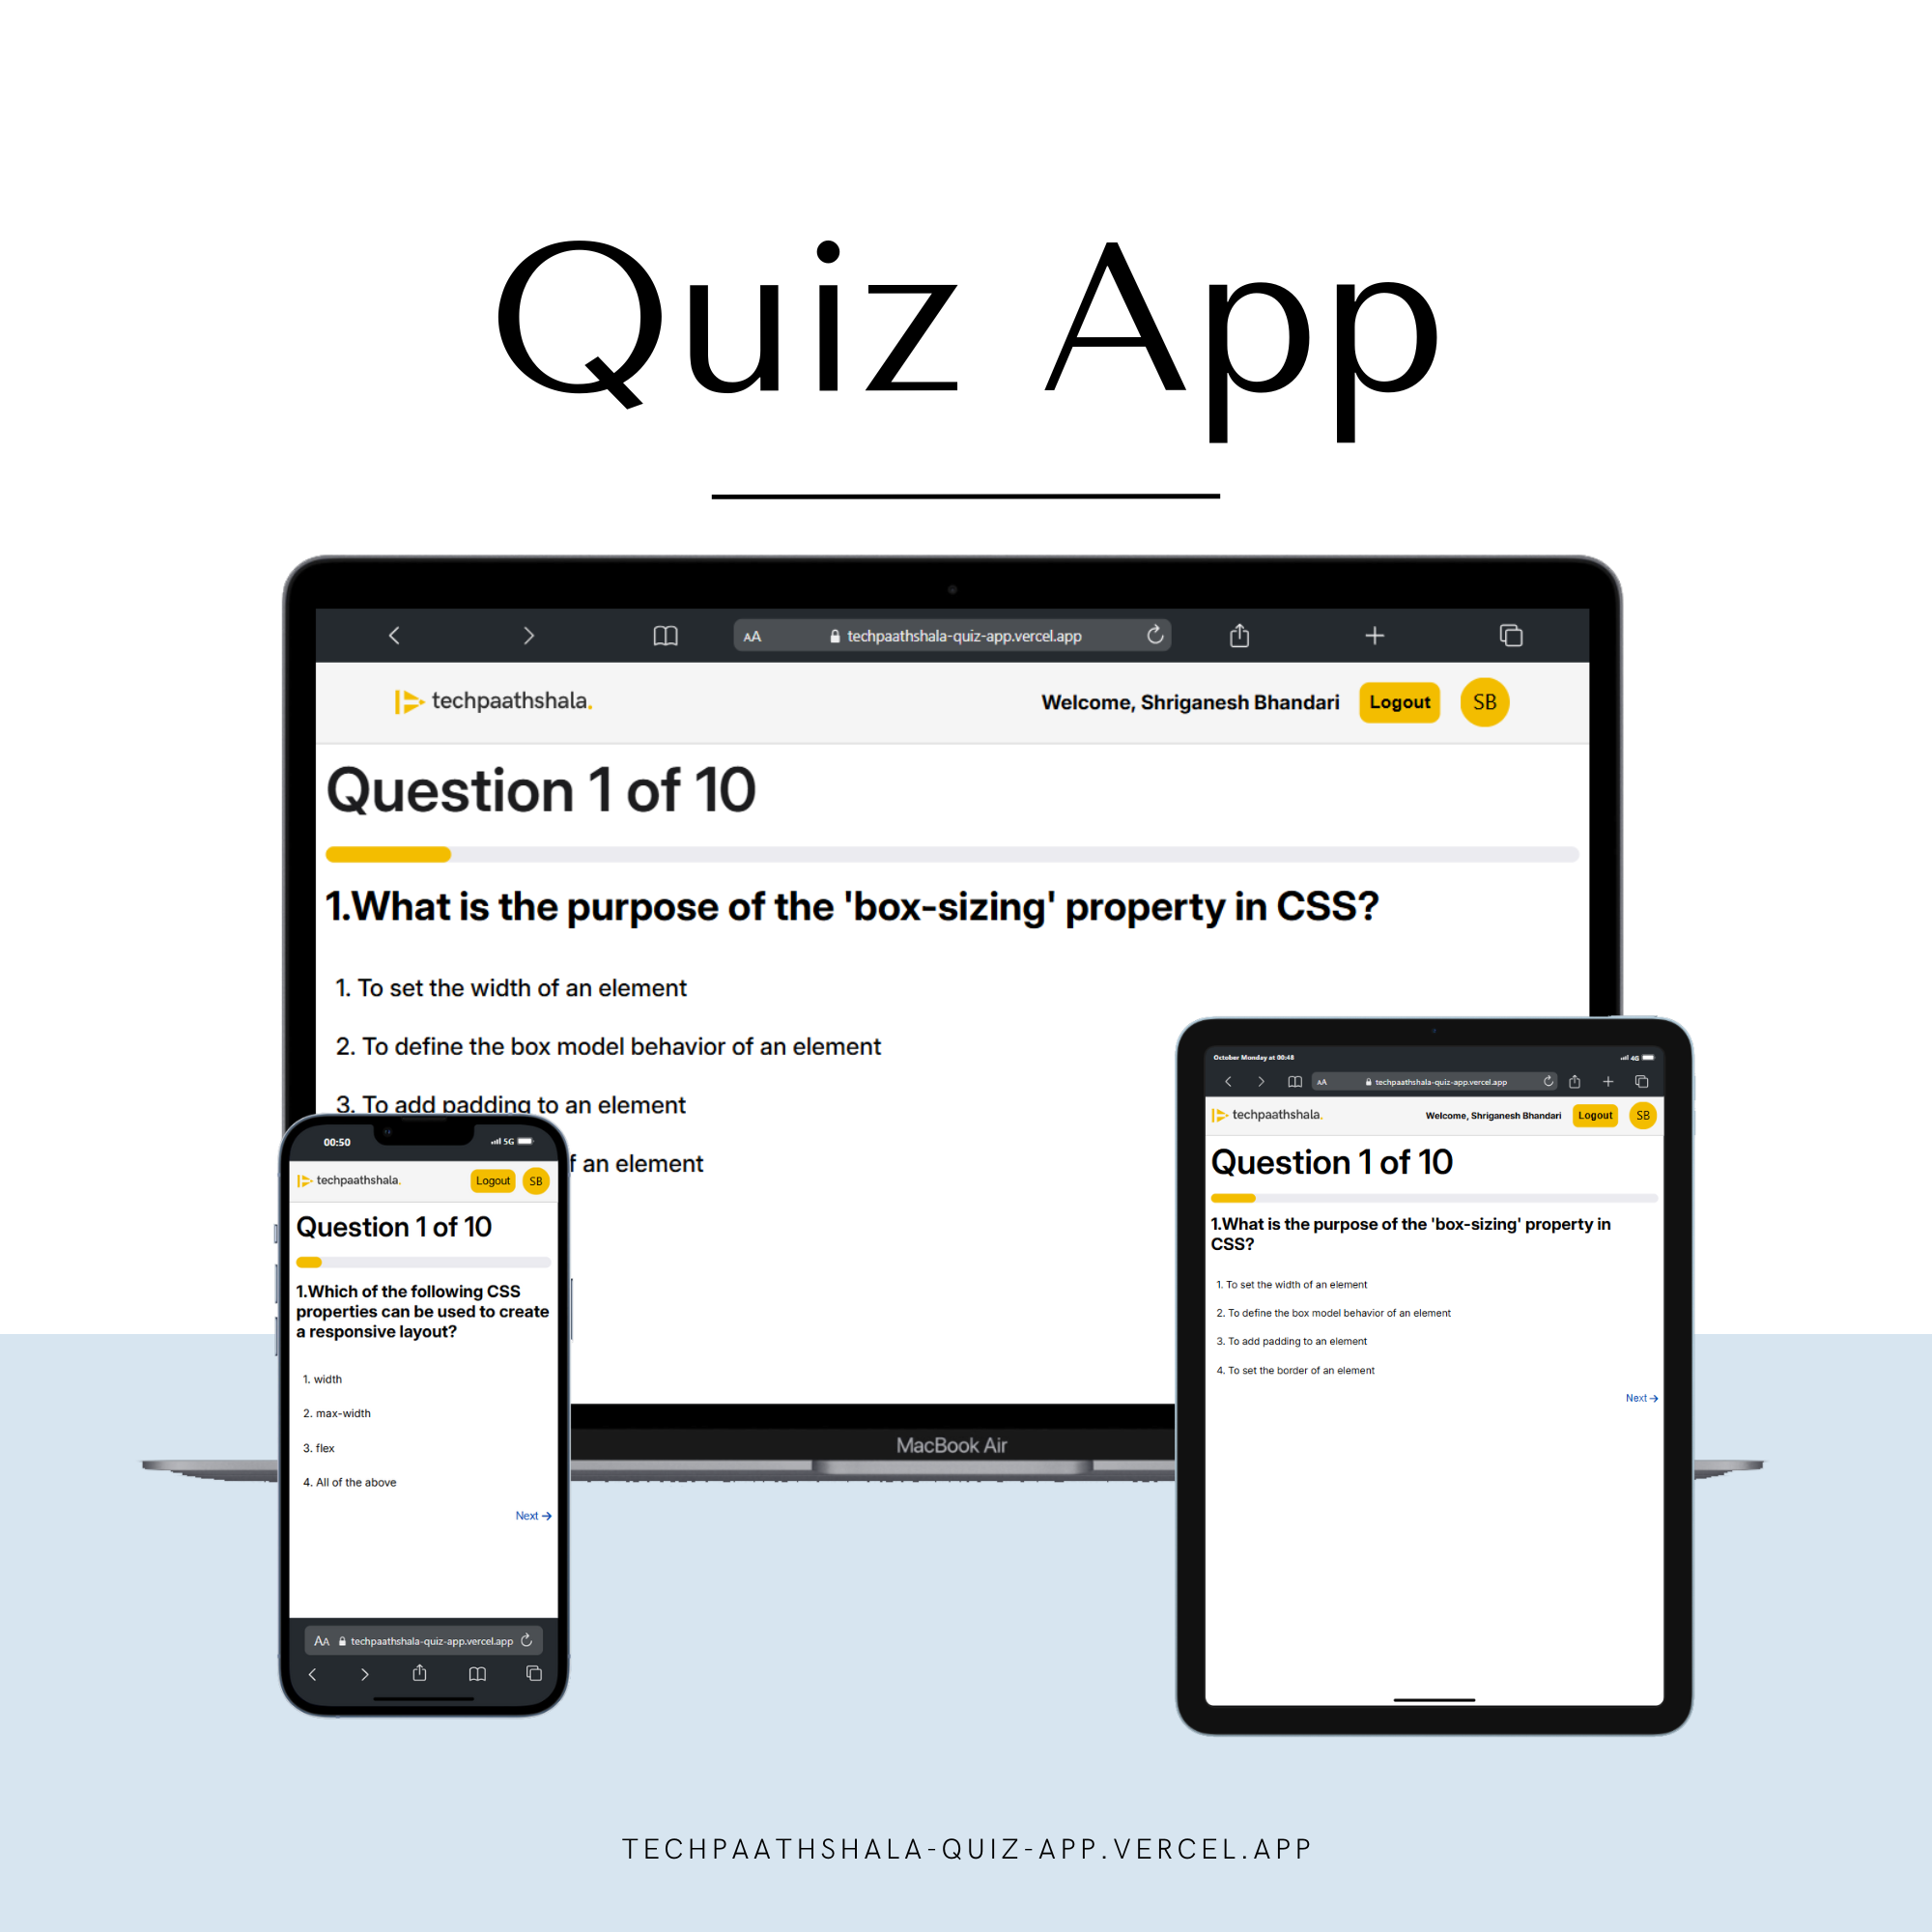 Quiz App
AA techpaathshala-quiz-app.vercel.app
techpaathshala.
Welcome, Shriganesh Bhandari Logout SB
Question 1 of 10
1.What is the purpose of the 'box-sizing' property in CSS?
1. To set the width of an element
2. To define the box model behavior of an element
3. To add padding to an element
f an element
MacBook Air
00:50 5G
techpaathshala.
Logout SB
Question 1 of 10
1.Which of the following CSS
properties can be used to create
a responsive layout?
1. width
2. max-width
3. flex
4. All of the above
Next →
AA techpaathshala-quiz-app.vercel.app
October Monday at 00:48 4G
AA techpaathshala-quiz-app.vercel.app
techpaathshala.
Welcome, Shriganesh Bhandari Logout SB
Question 1 of 10
1.What is the purpose of the 'box-sizing' property in
CSS?
1. To set the width of an element
2. To define the box model behavior of an element
3. To add padding to an element
4. To set the border of an element
Next →
TECHPAATHSHALA-QUIZ-APP.VERCEL.APP